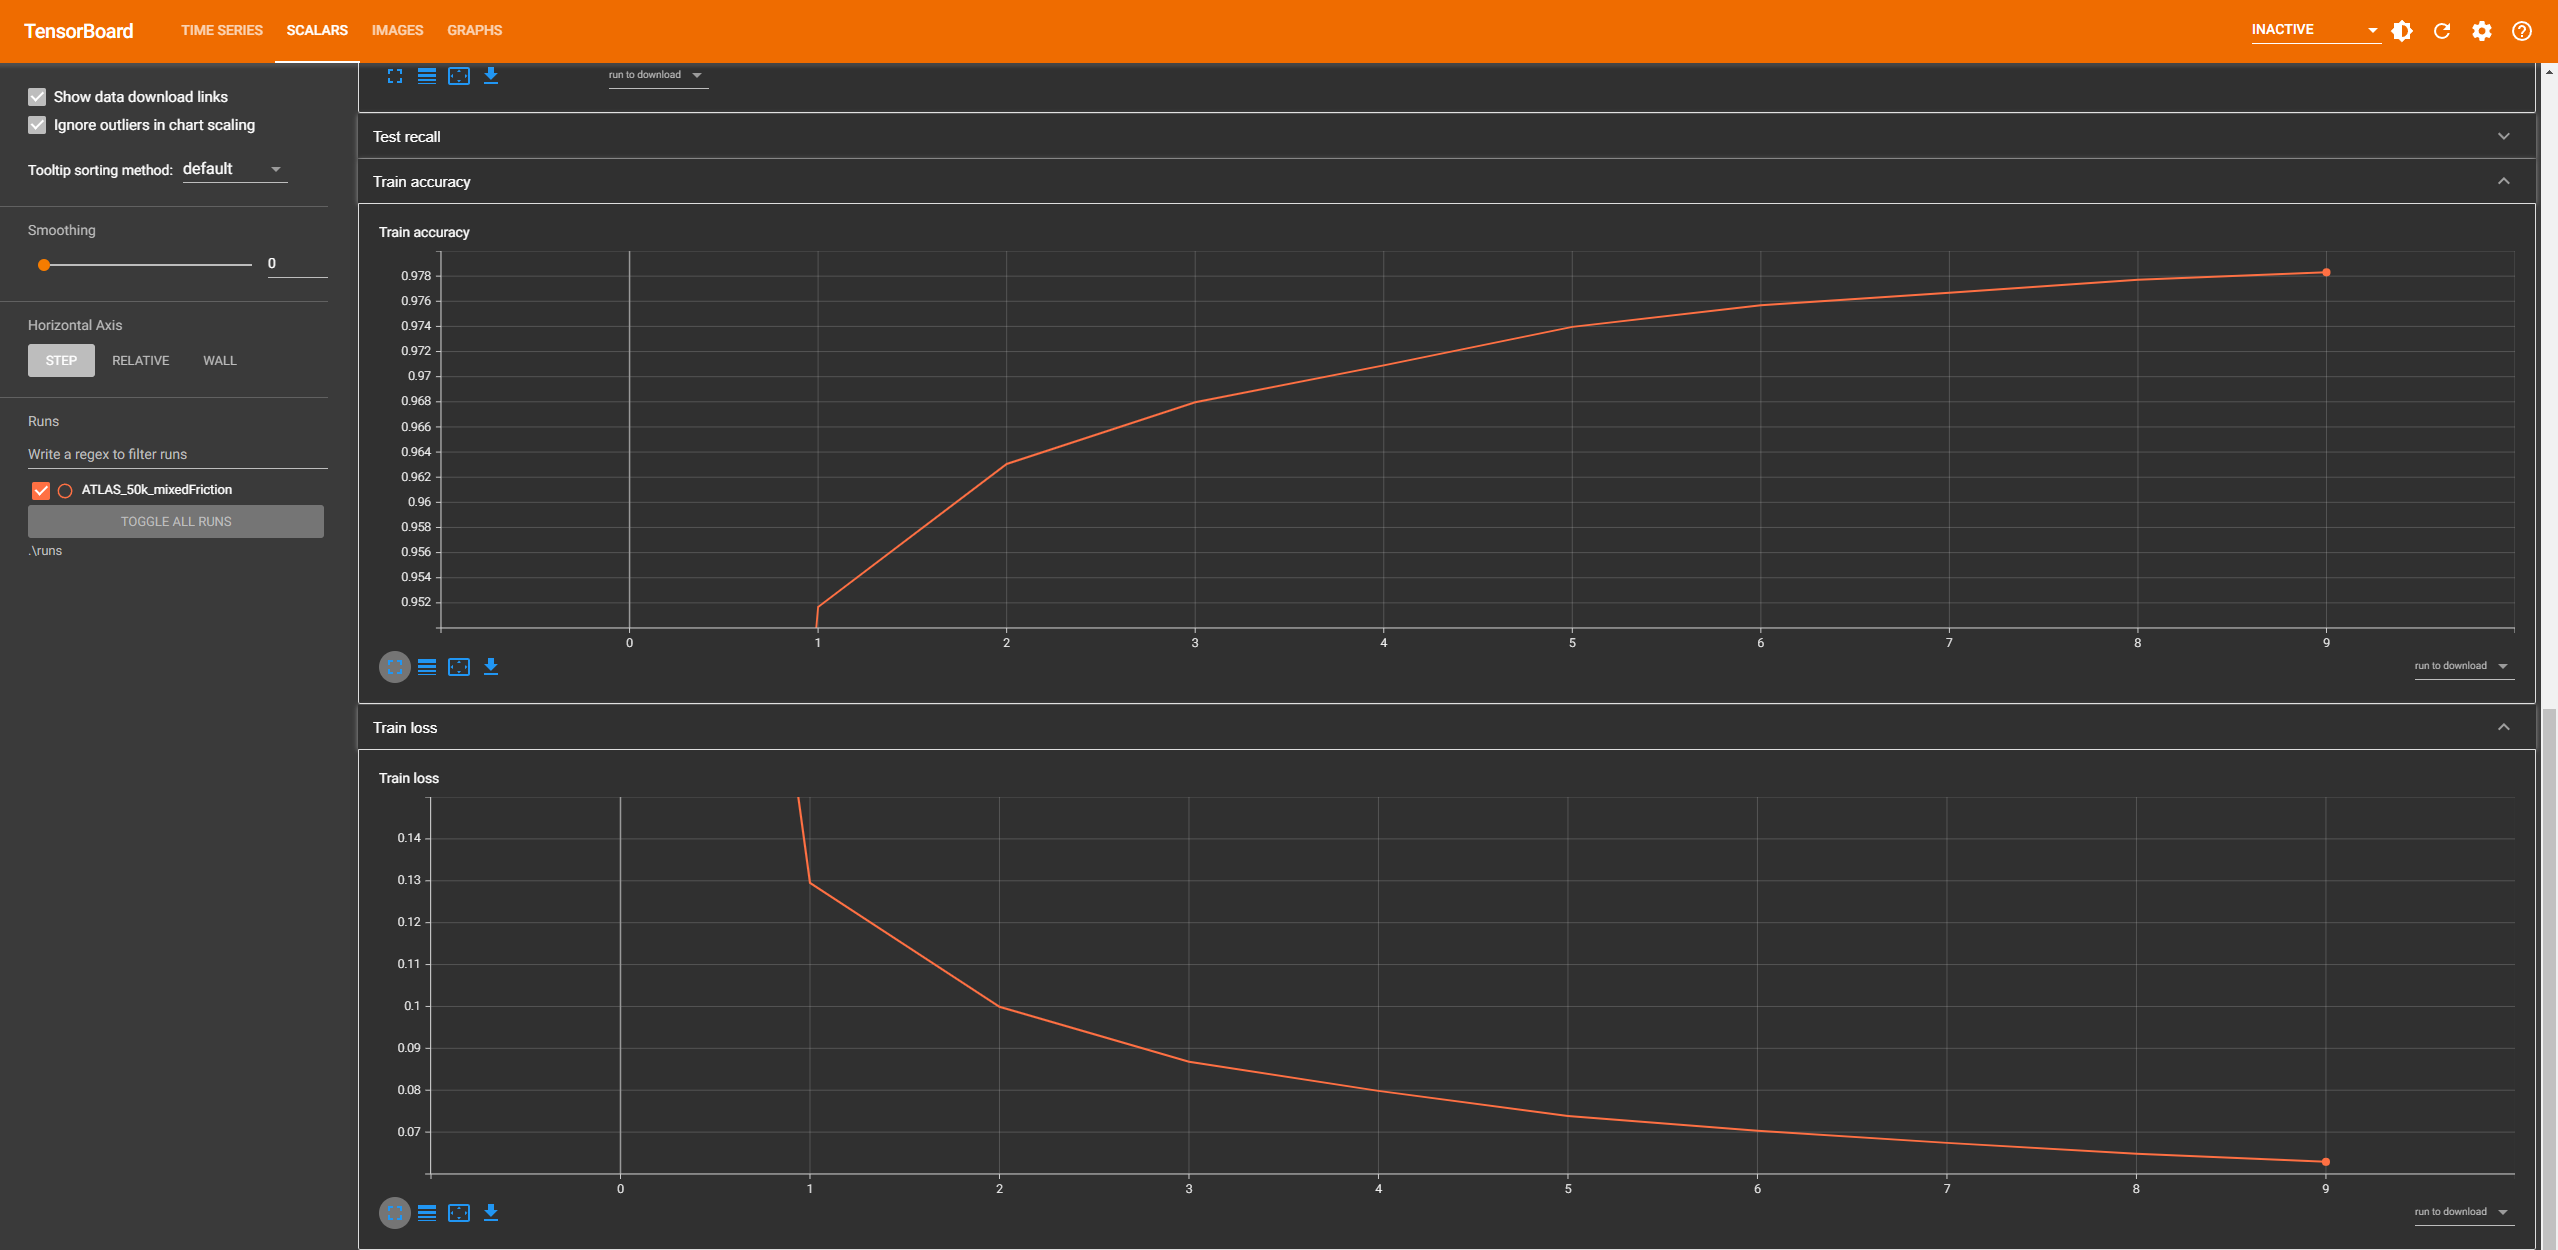 TensorBoard TIME SERIES SCALARS IMAGES GRAPHS INACTIVE
Show data download links
Ignore outliers in chart scaling
Tooltip sorting method: default
Smoothing
0
Horizontal Axis
STEP RELATIVE WALL
Runs
Write a regex to filter runs
ATLAS_50k_mixedFriction
TOGGLE ALL RUNS
.\runs
run to download
Test recall
Train accuracy
Train accuracy
0.978
0.976
0.974
0.972
0.97
0.968
0.966
0.964
0.962
0.96
0.958
0.956
0.954
0.952
0 1 2 3 4 5 6 7 8 9
run to download
Train loss
Train loss
0.14
0.13
0.12
0.11
0.1
0.09
0.08
0.07
0 1 2 3 4 5 6 7 8 9
run to download